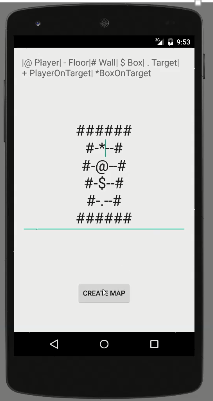 9:53
|@ Player| - Floor|# Wall| $ Box| . Target|
+ PlayerOnTarget| *BoxOnTarget
######
#-*--#
#-@--#
#-$--#
#-.--#
######
CREATE MAP